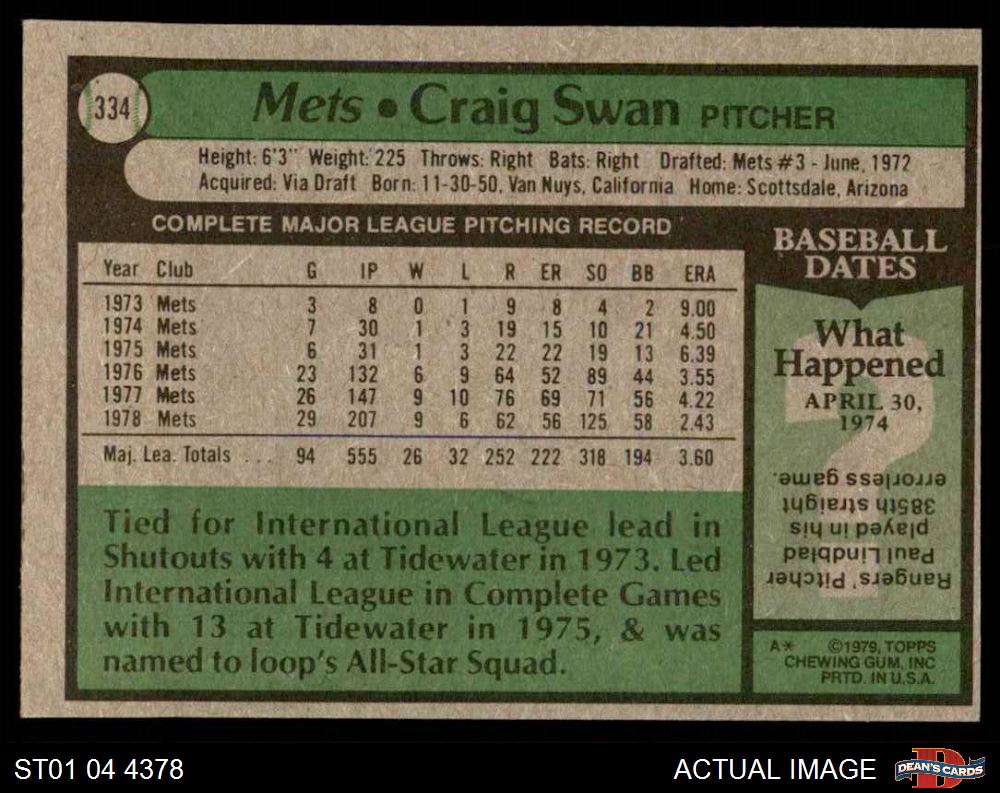 334
Mets • Craig Swan PITCHER
Height: 6'3" Weight: 225 Throws: Right Bats: Right Drafted: Mets #3 - June, 1972
Acquired: Via Draft Born: 11-30-50, Van Nuys, California Home: Scottsdale, Arizona
COMPLETE MAJOR LEAGUE PITCHING RECORD
Year Club G IP W L R ER SO BB ERA
1973 Mets 3 8 0 1 9 8 4 2 9.00
1974 Mets 7 30 1 3 19 15 10 21 4.50
1975 Mets 6 31 1 3 22 22 19 13 6.39
1976 Mets 23 132 6 9 64 52 89 44 3.55
1977 Mets 26 147 9 10 76 69 71 56 4.22
1978 Mets 29 207 9 6 62 56 125 58 2.43
Maj. Lea. Totals ... 94 555 26 32 252 222 318 194 3.60
Tied for International League lead in
Shutouts with 4 at Tidewater in 1973. Led
International League in Complete Games
with 13 at Tidewater in 1975, & was
named to loop's All-Star Squad.
BASEBALL
DATES
What
Happened
APRIL 30,
1974
Rangers' Pitcher
Paul Lindblad
played in his
385th straight
errorless game.
A* ©1979, TOPPS
CHEWING GUM, INC
PRTD. IN U.S.A.
ST01 04 4378
ACTUAL IMAGE
D
DEAN'S CARDS